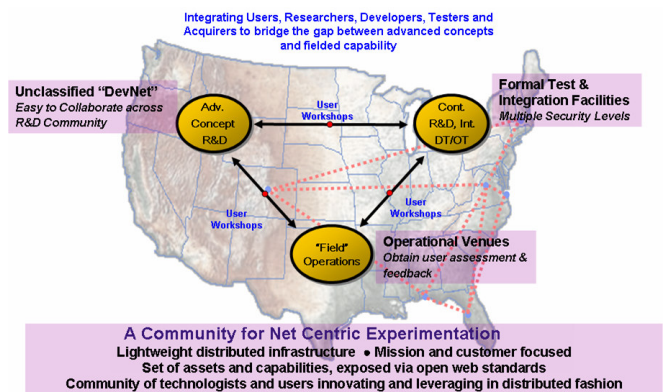 Integrating Users, Researchers, Developers, Testers and
Acquirers to bridge the gap between advanced concepts
and fielded capability
Unclassified “DevNet”
Easy to Collaborate across
R&D Community
Adv.
Concept
R&D
User
Workshops
Cont.
R&D, Int.
DT/OT
Formal Test &
Integration Facilities
Multiple Security Levels
User
Workshops
User
Workshops
“Field”
Operations
Operational Venues
Obtain user assessment &
feedback
A Community for Net Centric Experimentation
Lightweight distributed infrastructure ● Mission and customer focused
Set of assets and capabilities, exposed via open web standards
Community of technologists and users innovating and leveraging in distributed fashion